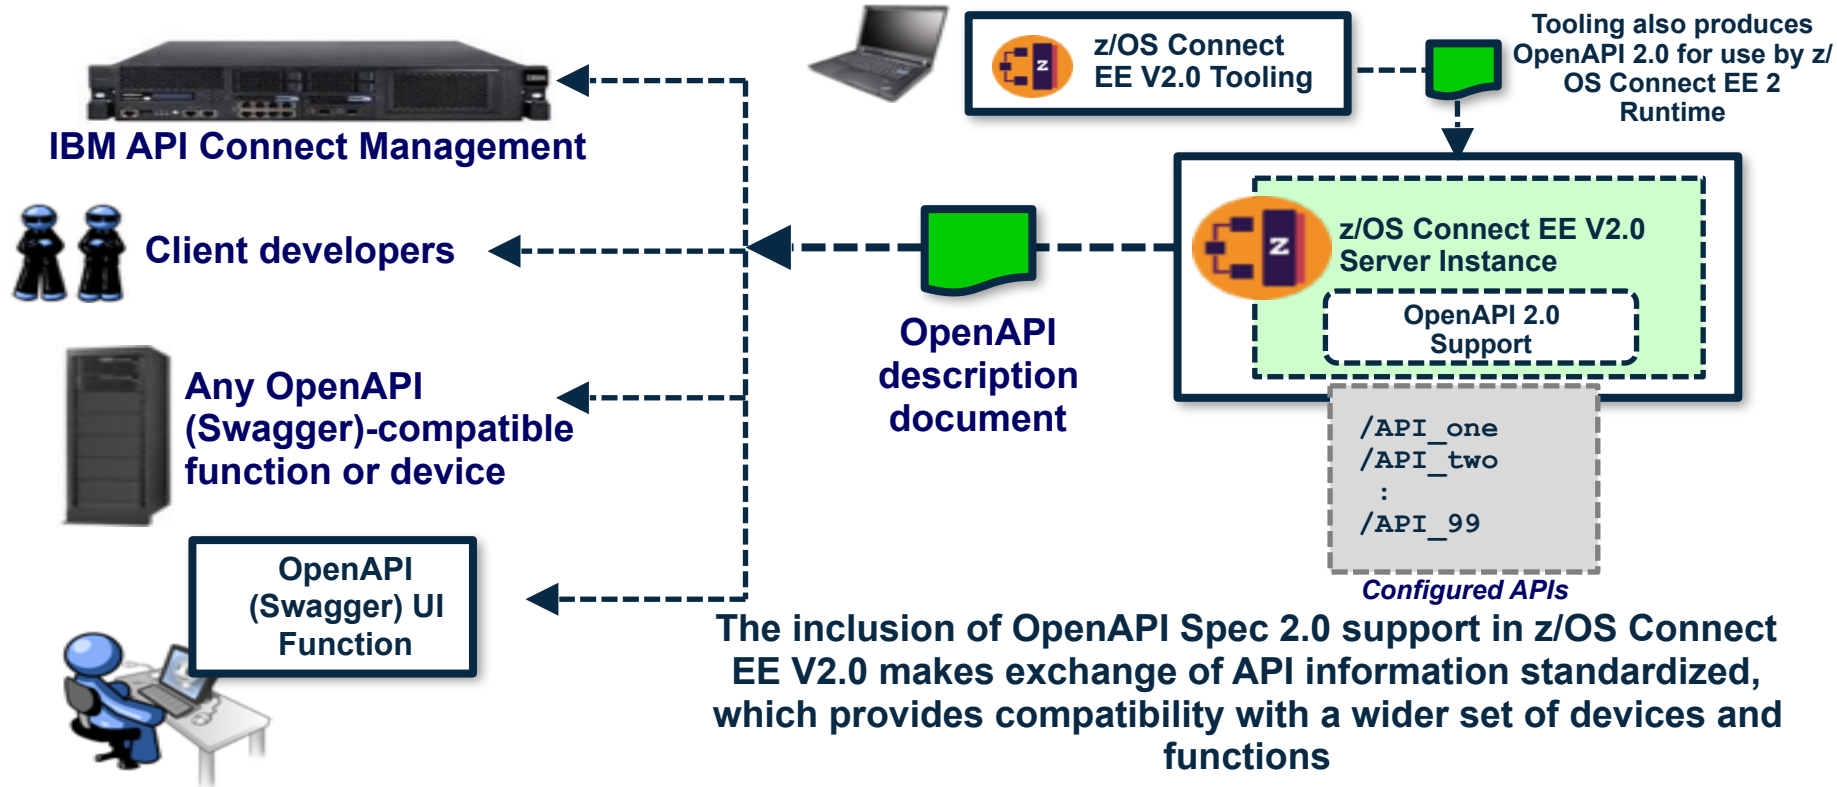 IBM API Connect Management
Client developers
Any OpenAPI
(Swagger)-compatible
function or device
OpenAPI
(Swagger) UI
Function
z/OS Connect
EE V2.0 Tooling
Tooling also produces
OpenAPI 2.0 for use by z/
OS Connect EE 2
Runtime
OpenAPI
description
document
z/OS Connect EE V2.0
Server Instance
OpenAPI 2.0
Support
/API_one
/API_two
:
/API_99
Configured APIs
The inclusion of OpenAPI Spec 2.0 support in z/OS Connect
EE V2.0 makes exchange of API information standardized,
which provides compatibility with a wider set of devices and
functions
Z
Z